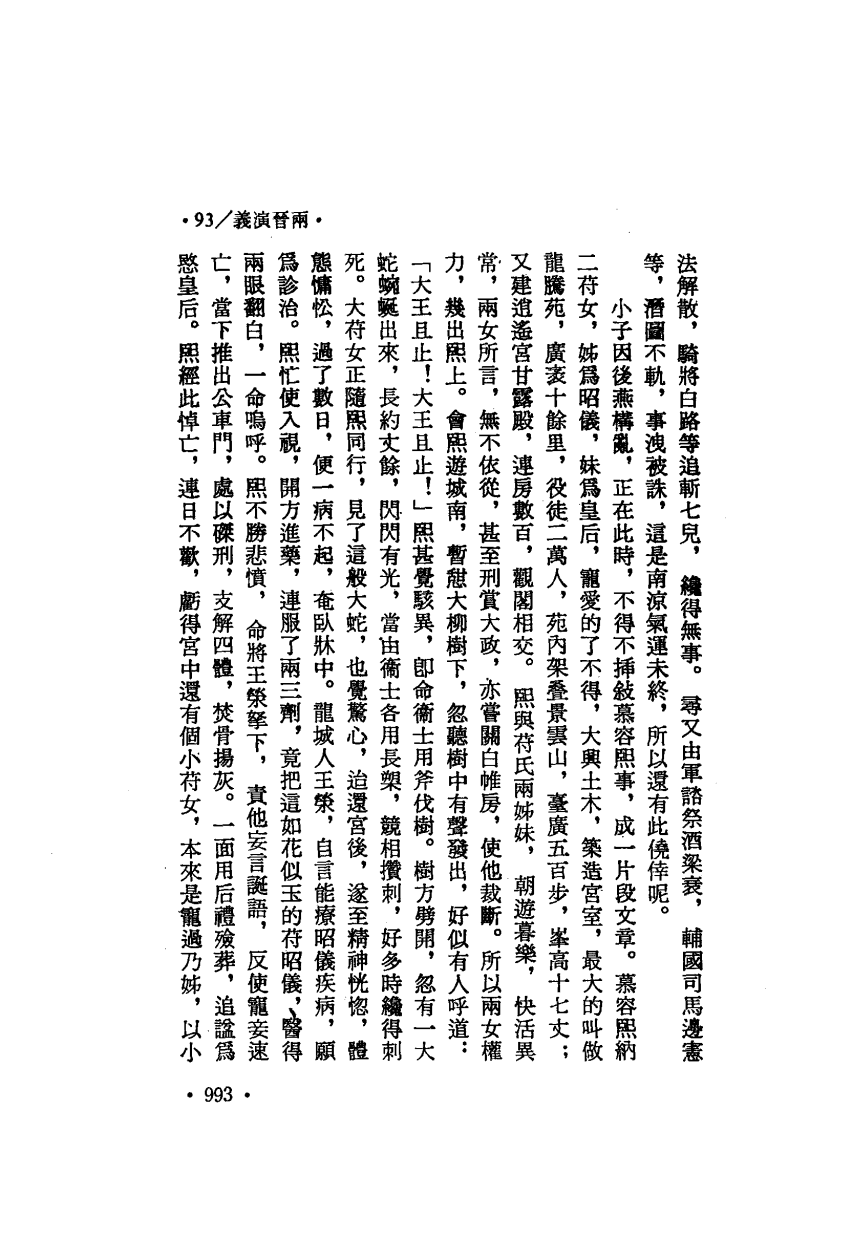 ·93/義演晉兩·
法解散，騎將白路等追斬七兒，纔得無事。尋又由軍諮祭酒梁裒，輔國司馬邊憲
等，潛圖不軌，事洩被誅，這是南涼氣運未終，所以還有此僥倖呢。
小子因後燕構亂，正在此時，不得不插敍慕容熙事，成一片段文章。慕容熙納
二苻女，姊爲昭儀，妹爲皇后，寵愛的了不得，大興土木，築造宮室，最大的叫做
龍騰苑，廣袤十餘里，役徒二萬人，苑內架叠景雲山，臺廣五百步，峯高十七丈；
又建逍遙宮甘露殿，連房數百，觀閣相交。熙與苻氏兩姊妹，朝遊暮樂，快活異
常，兩女所言，無不依從，甚至刑賞大政，亦嘗關白帷房，使他裁斷。所以兩女權
力，幾出熙上。會熙遊城南，暫憇大柳樹下，忽聽樹中有聲發出，好似有人呼道：
「大王且止！大王且止！」熙甚覺駭異，卽命衞士用斧伐樹。樹方劈開，忽有一大
蛇蜿蜒出來，長約丈餘，閃閃有光，當由衞士各用長槊，競相攢刺，好多時纔得刺
死。大苻女正隨熙同行，見了這般大蛇，也覺驚心，迨還宮後，遂至精神恍惚，體
態慵忪，過了數日，便一病不起，奄臥牀中。龍城人王榮，自言能療昭儀疾病，願
爲診治。熙忙使入視，開方進藥，連服了兩三劑，竟把這如花似玉的苻昭儀，醫得
兩眼翻白，一命嗚呼。熙不勝悲憤，命將王榮拏下，責他妄言誕語，反使寵妾速
亡，當下推出公車門，處以磔刑，支解四體，焚骨揚灰。一面用后禮殮葬，追諡爲
愍皇后。熙經此悼亡，連日不歡，虧得宮中還有個小苻女，本來是寵過乃姊，以小
·993·